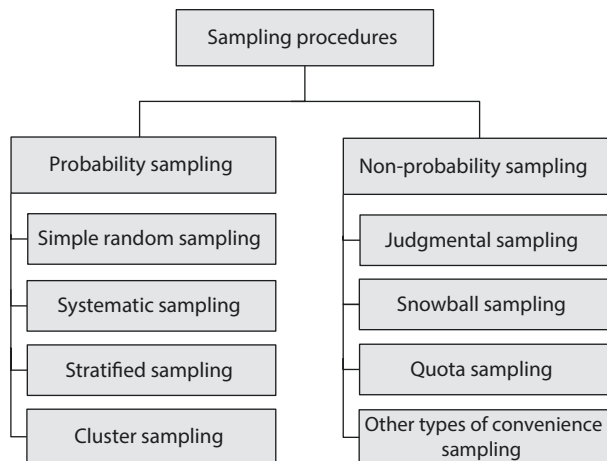 Sampling procedures
Probability sampling
Non-probability sampling
Simple random sampling
Judgmental sampling
Systematic sampling
Snowball sampling
Stratified sampling
Quota sampling
Cluster sampling
Other types of convenience
sampling